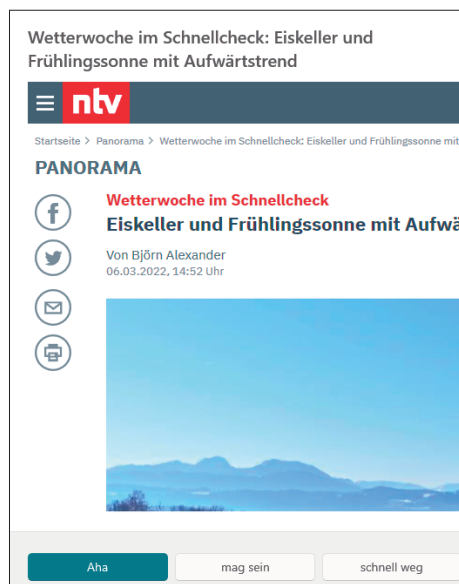 Wetterwoche im Schnellcheck: Eiskeller und
Frühlingssonne mit Aufwärtstrend
ntv
Startseite > Panorama > Wetterwoche im Schnellcheck: Eiskeller und Frühlingssonne mit
PANORAMA
Wetterwoche im Schnellcheck
Eiskeller und Frühlingssonne mit Aufwä
Von Björn Alexander
06.03.2022, 14:52 Uhr
Aha
mag sein
schnell weg